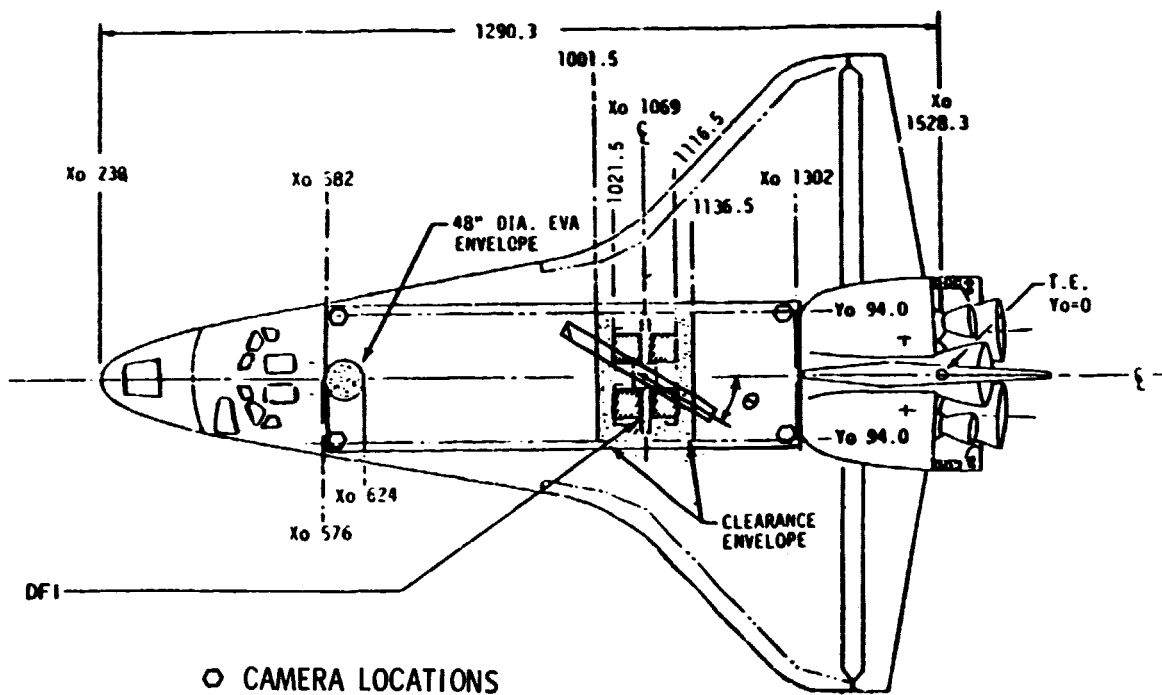 1290.3
1001.5
Xo 1069
℄
1116.5
1021.5
Xo
1528.3
Xo 238
Xo 582
Xo 1302
1136.5
48" DIA. EVA
ENVELOPE
T.E.
Yo=0
Yo 94.0
℄
Θ
Yo 94.0
Xo 624
Xo 576
CLEARANCE
ENVELOPE
DFI
CAMERA LOCATIONS